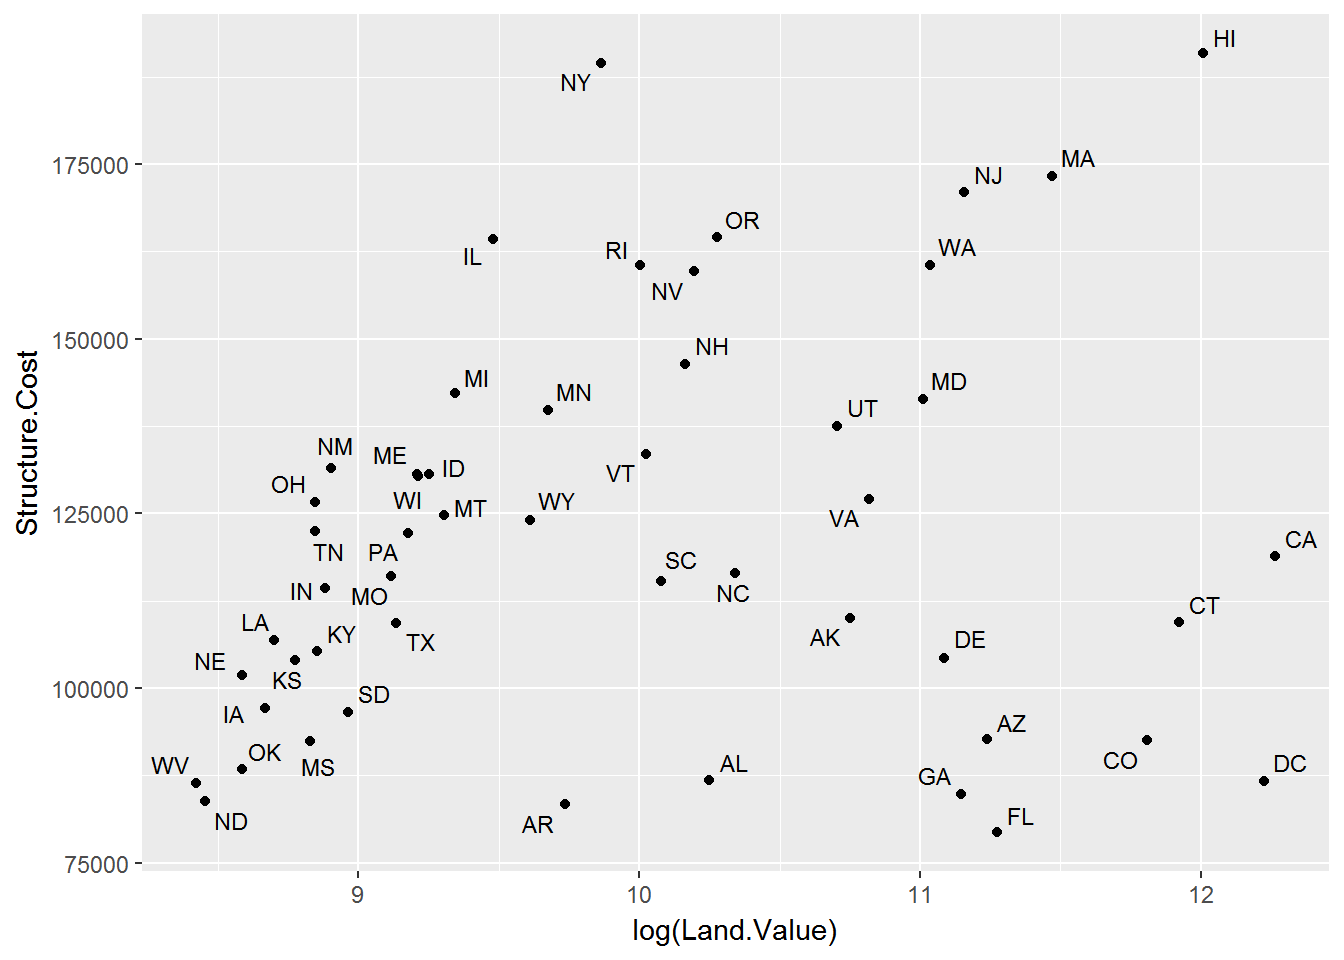 HI
NY
MA
175000
NJ
OR
WA
RI
IL
NV
NH
150000
MI
MD
MN
UT
NM
ME
ID
VT
OH
WI
MT
WY
125000
VA
TN
PA
CA
SC
IN
MO
NC
CT
LA
KY
TX
AK
DE
NE
KS
100000
SD
IA
AZ
OK
CO
WV
MS
AL
DC
GA
ND
AR
FL
75000
9
10
11
12
log(Land.Value)
Structure.Cost